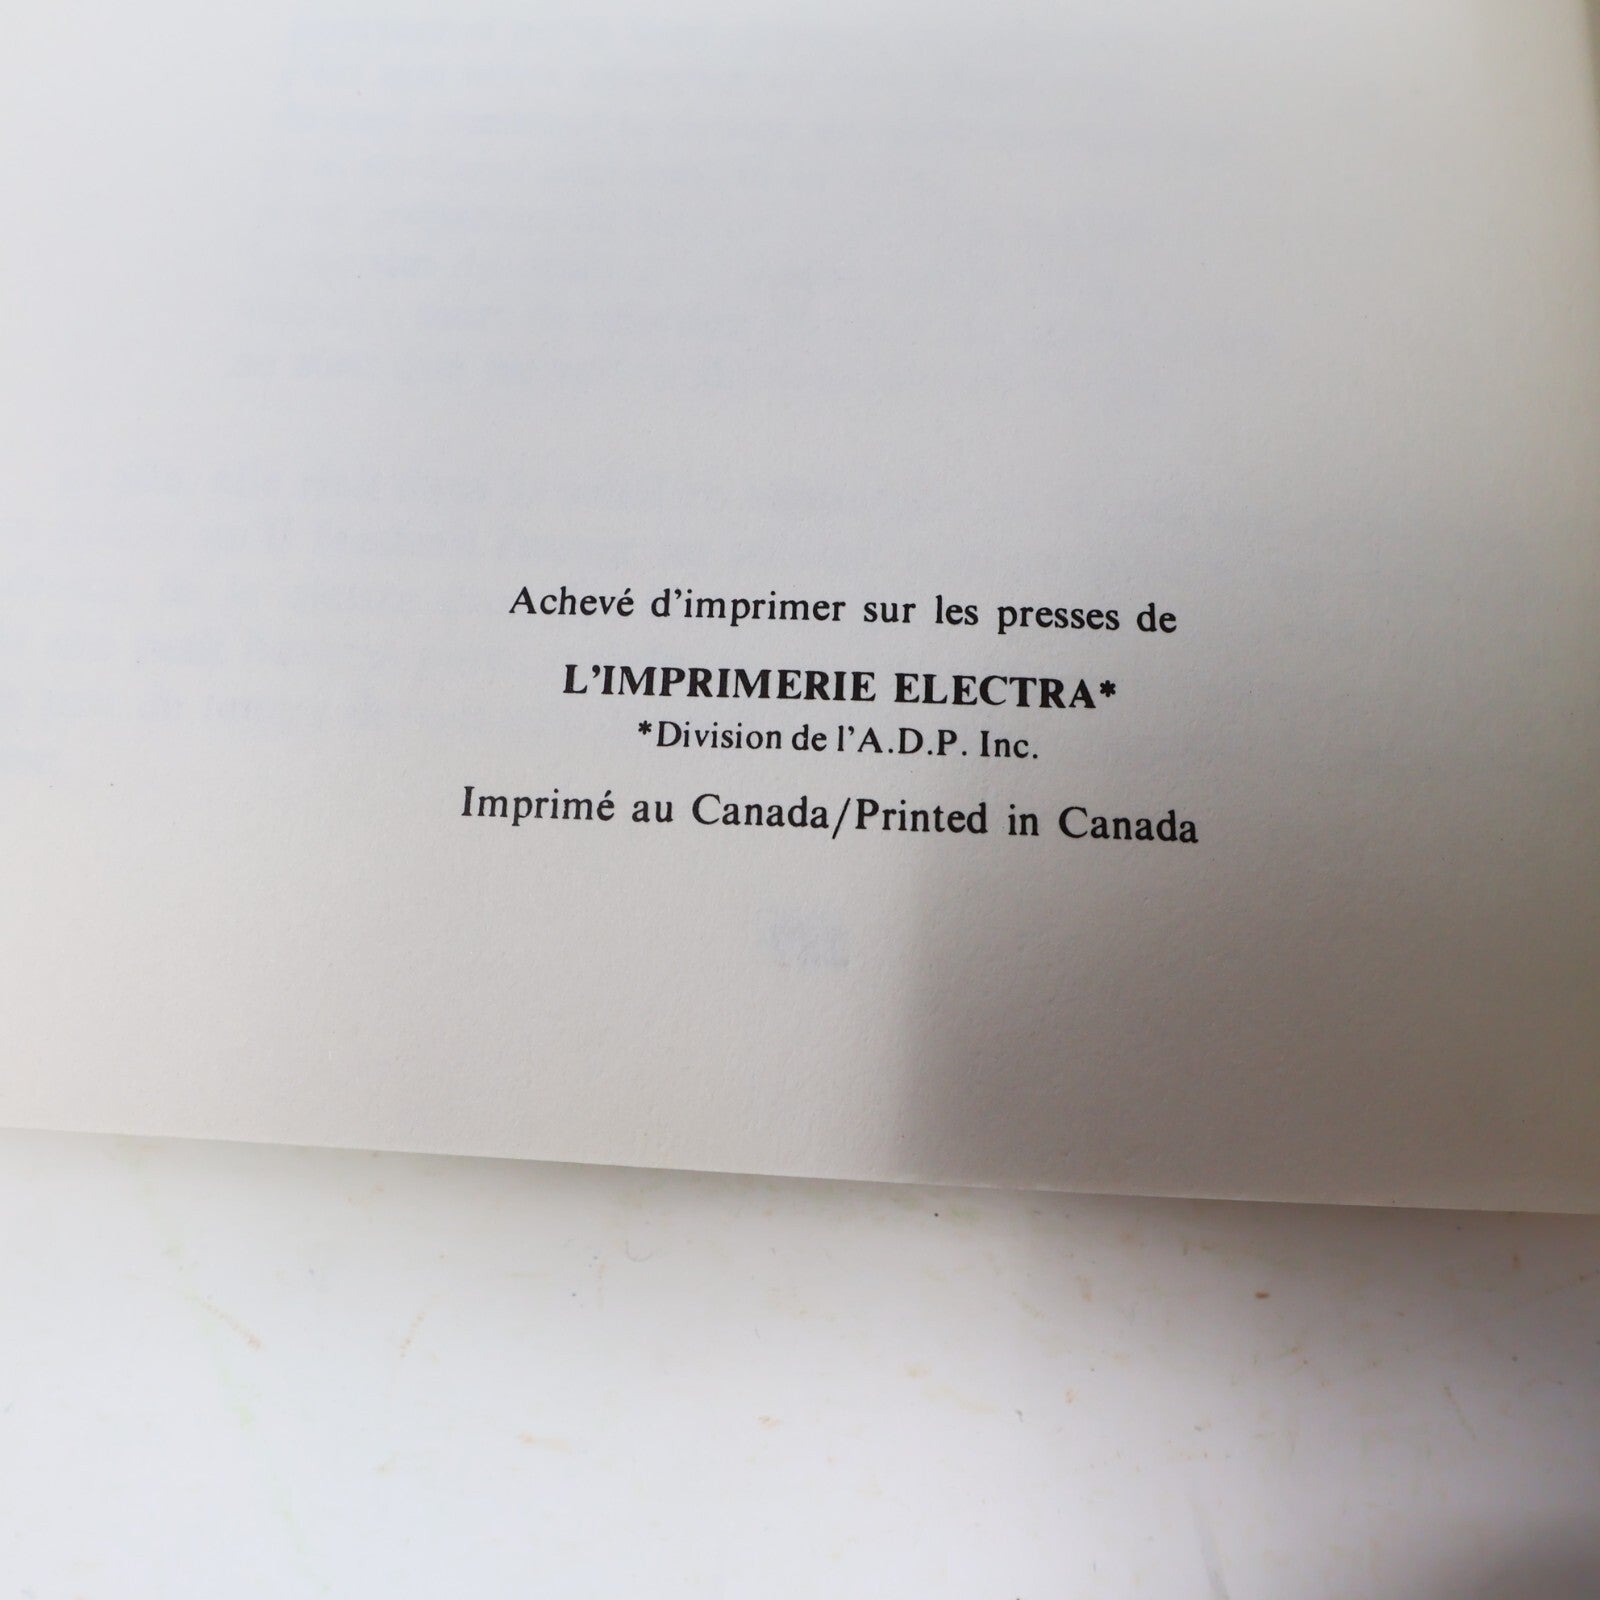 Achevé d'imprimer sur les presses de
L'IMPRIMERIE ELECTRA*
*Division de l'A.D.P. Inc.
Imprimé au Canada/Printed in Canada